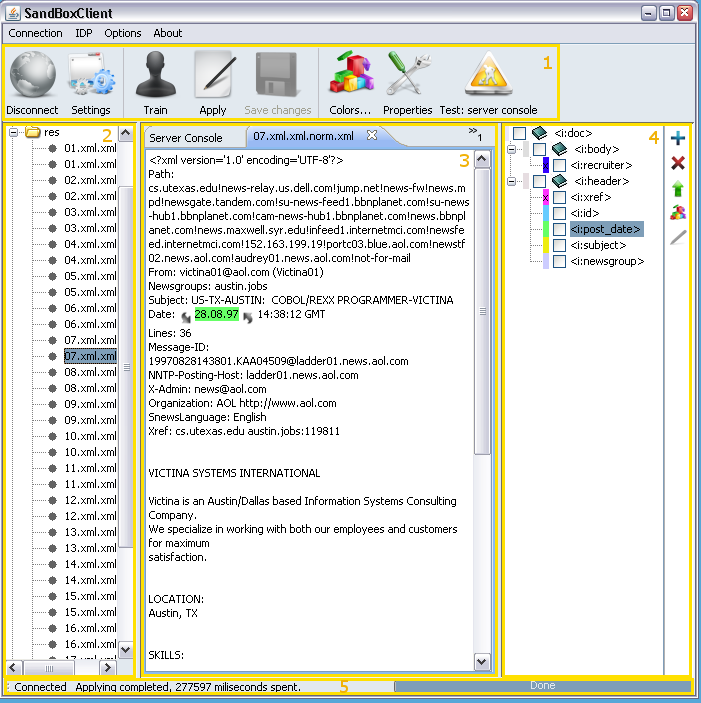 SandBoxClient
Connection IDP Options About
1
Disconnect Settings Train Apply Save changes Colors... Properties Test: server console
res 2
01.xml.xml
01.xml.xml
02.xml.xml
02.xml.xml
03.xml.xml
03.xml.xml
04.xml.xml
04.xml.xml
05.xml.xml
05.xml.xml
06.xml.xml
06.xml.xml
07.xml.xml
07.xml.xml
08.xml.xml
08.xml.xml
09.xml.xml
09.xml.xml
10.xml.xml
10.xml.xml
11.xml.xml
11.xml.xml
12.xml.xml
12.xml.xml
13.xml.xml
13.xml.xml
14.xml.xml
14.xml.xml
15.xml.xml
15.xml.xml
16.xml.xml
16.xml.xml
17.xml.xml
Server Console 07.xml.xml.norm.xml »1
3
<?xml version='1.0' encoding='UTF-8'?>
Path:
cs.utexas.edu!news-relay.us.dell.com!jump.net!news-fw!news.m
pd!newsgate.tandem.com!su-news-feed1.bbnplanet.com!su-news
-hub1.bbnplanet.com!cam-news-hub1.bbnplanet.com!news.bbnpl
anet.com!news.maxwell.syr.edu!infeed1.internetmci.com!newsfe
ed.internetmci.com!152.163.199.19!portc03.blue.aol.com!newstf
02.news.aol.com!audrey01.news.aol.com!not-for-mail
From: victina01@aol.com (Victina01)
Newsgroups: austin.jobs
Subject: US-TX-AUSTIN: COBOL/REXX PROGRAMMER-VICTINA
Date: 28.08.97 14:38:12 GMT
Lines: 36
Message-ID:
19970828143801.KAA04509@ladder01.news.aol.com
NNTP-Posting-Host: ladder01.news.aol.com
X-Admin: news@aol.com
Organization: AOL http://www.aol.com
SnewsLanguage: English
Xref: cs.utexas.edu austin.jobs:119811
VICTINA SYSTEMS INTERNATIONAL
Victina is an Austin/Dallas based Information Systems Consulting
Company.
We specialize in working with both our employees and customers
for maximum
satisfaction.
LOCATION:
Austin, TX
SKILLS:
<i:doc> 4
<i:body>
x <i:recruiter>
<i:header>
x <i:xref>
<i:id>
<i:post_date>
<i:subject>
<i:newsgroup>
Connected Applying completed, 277597 miliseconds spent. 5 Done